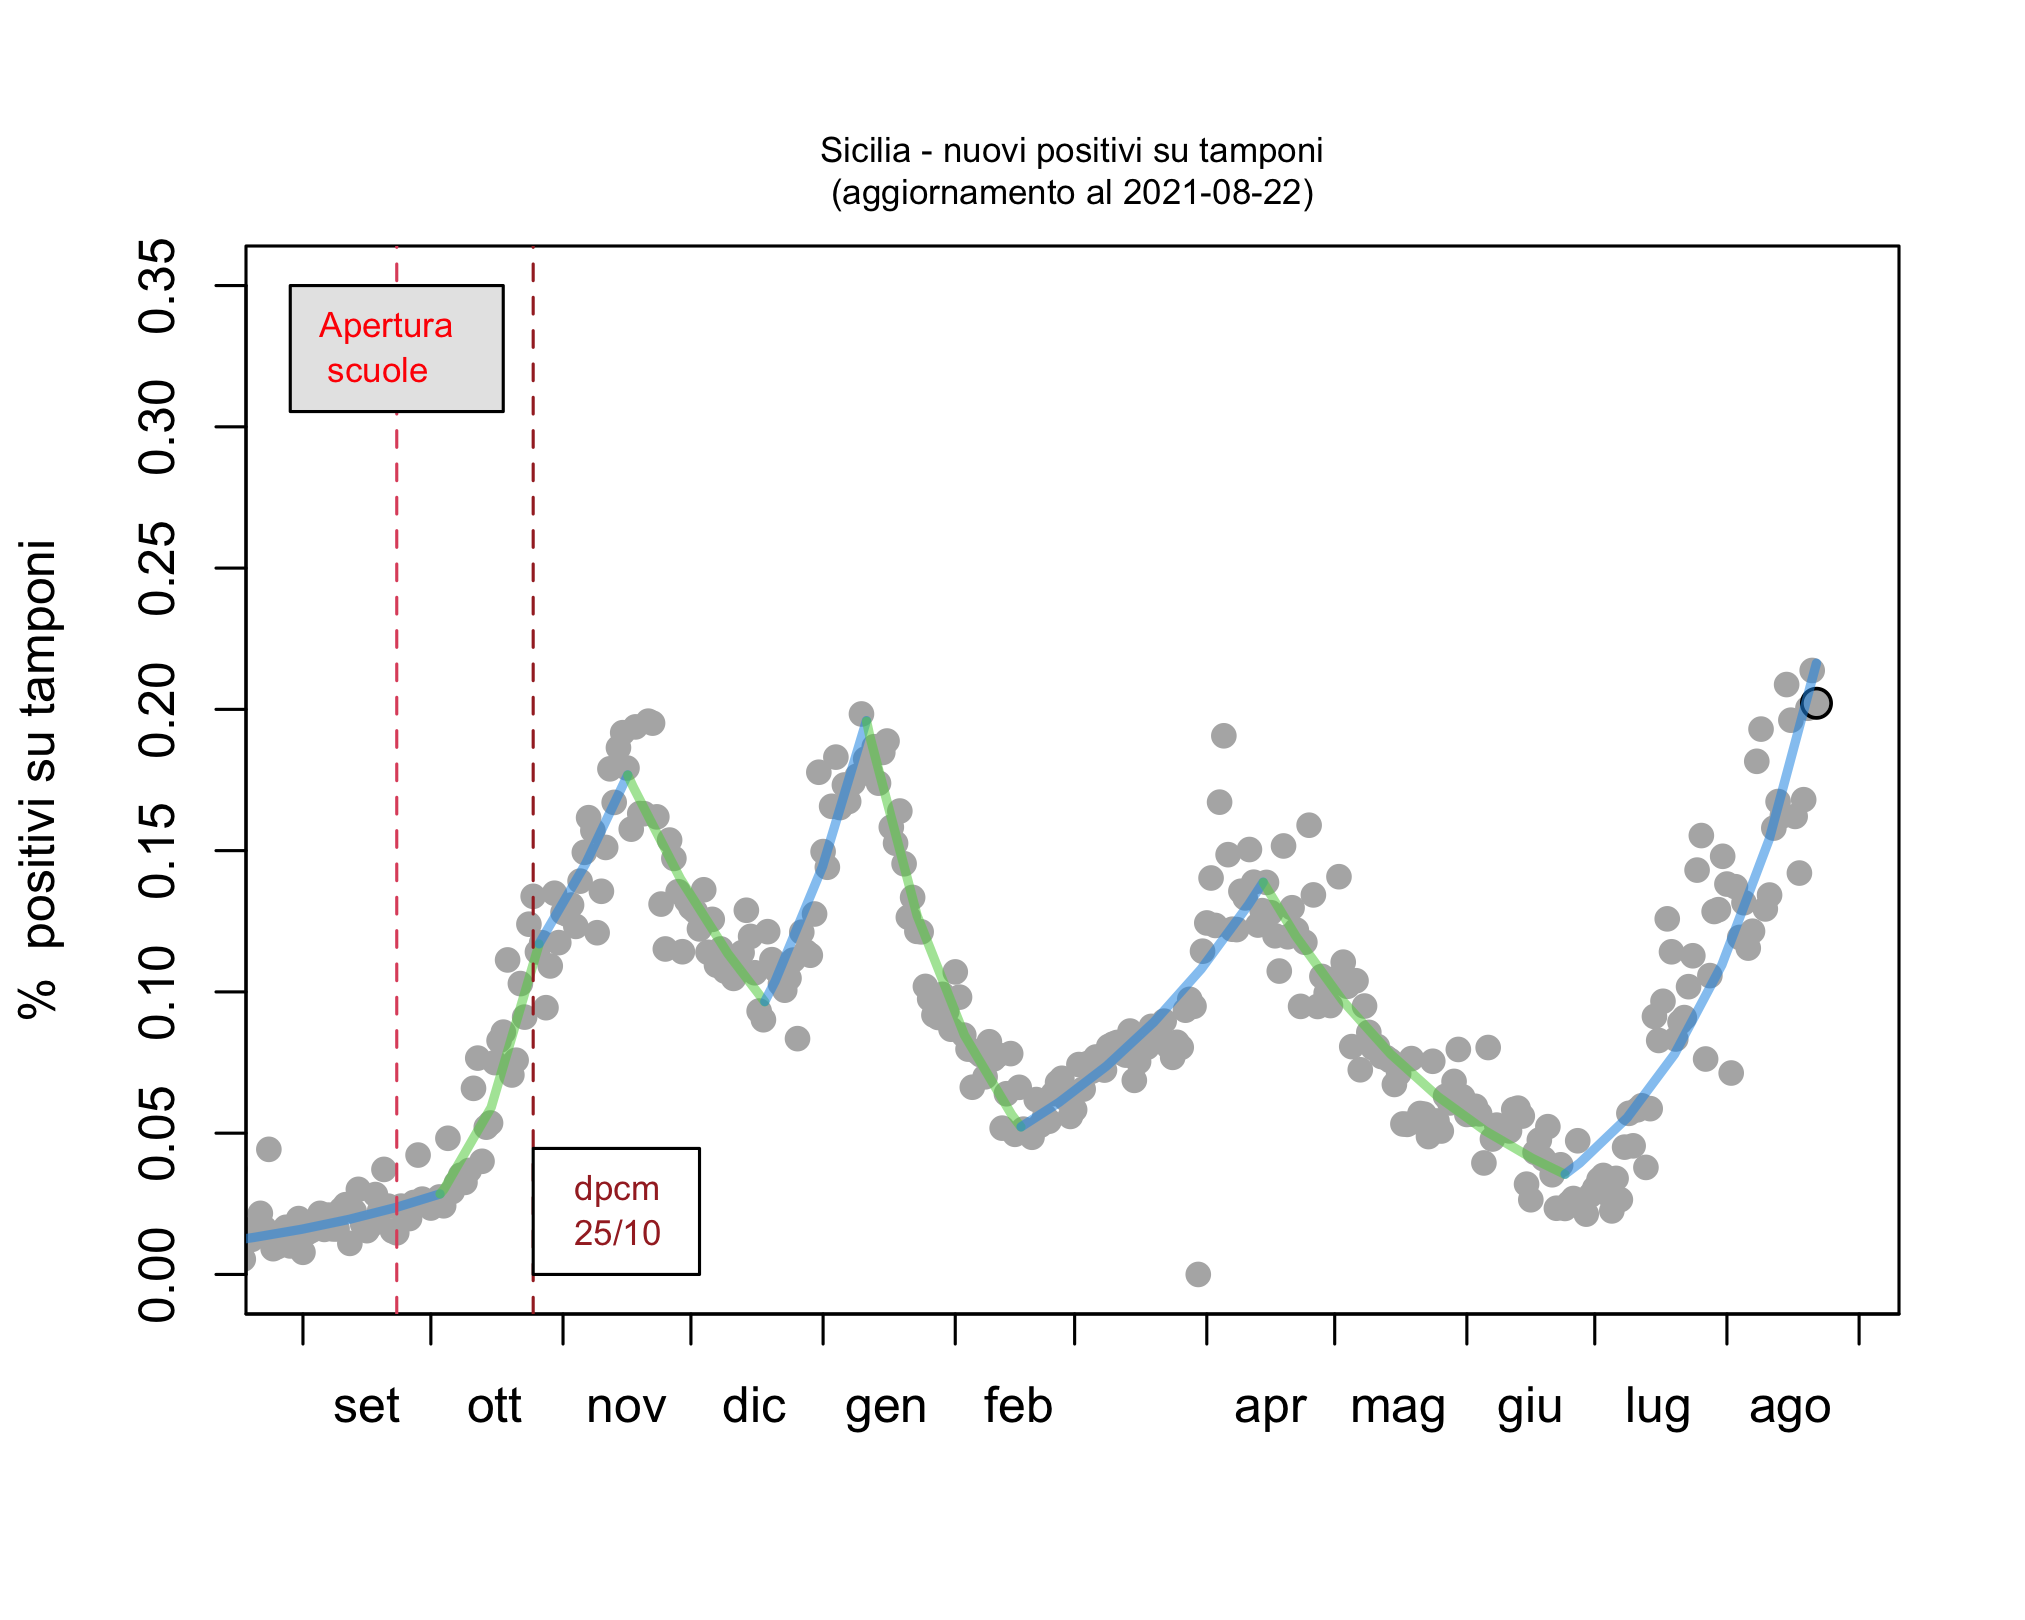 Sicilia - nuovi positivi su tamponi
(aggiornamento al 2021-08-22)
% positivi su tamponi
0.35
0.30
0.25
0.20
0.15
0.10
0.05
0.00
Apertura
scuole
dpcm
25/10
set ott nov dic gen feb apr mag giu lug ago